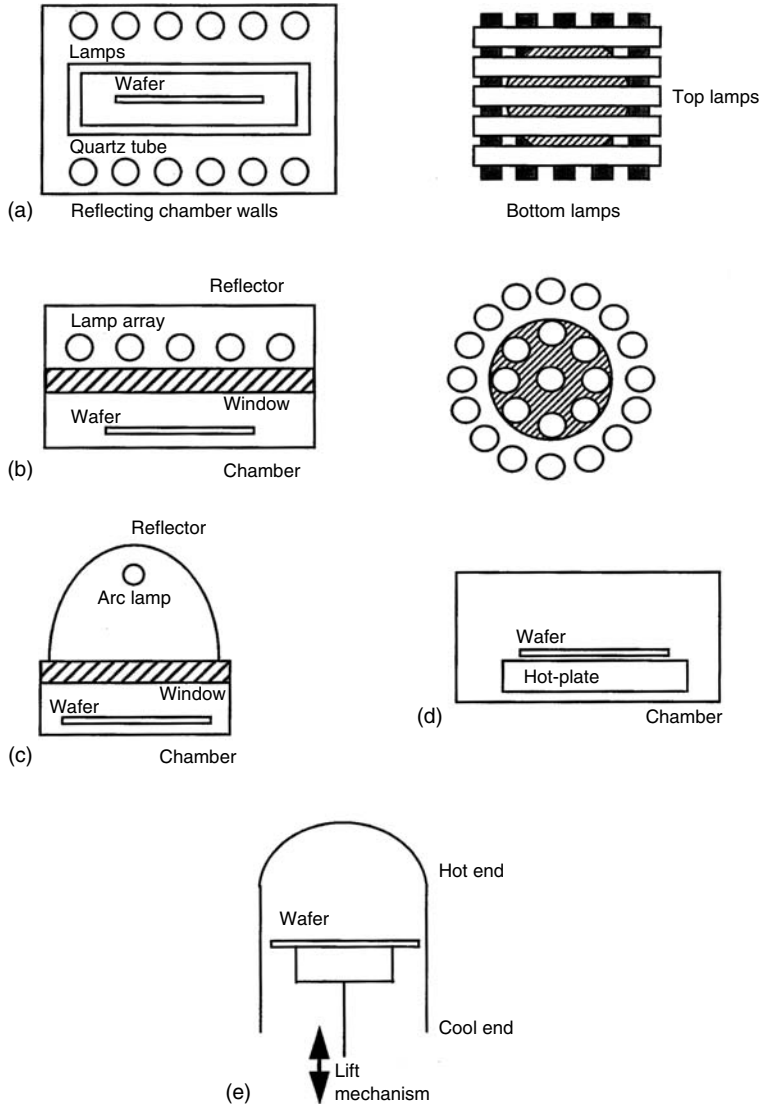 Lamps
Wafer
Quartz tube
Top lamps
(a) Reflecting chamber walls
Bottom lamps
Reflector
Lamp array
Window
Wafer
(b) Chamber
Reflector
Arc lamp
Window
Wafer
(c) Chamber
Wafer
Hot-plate
(d) Chamber
Hot end
Wafer
Cool end
Lift
(e) mechanism